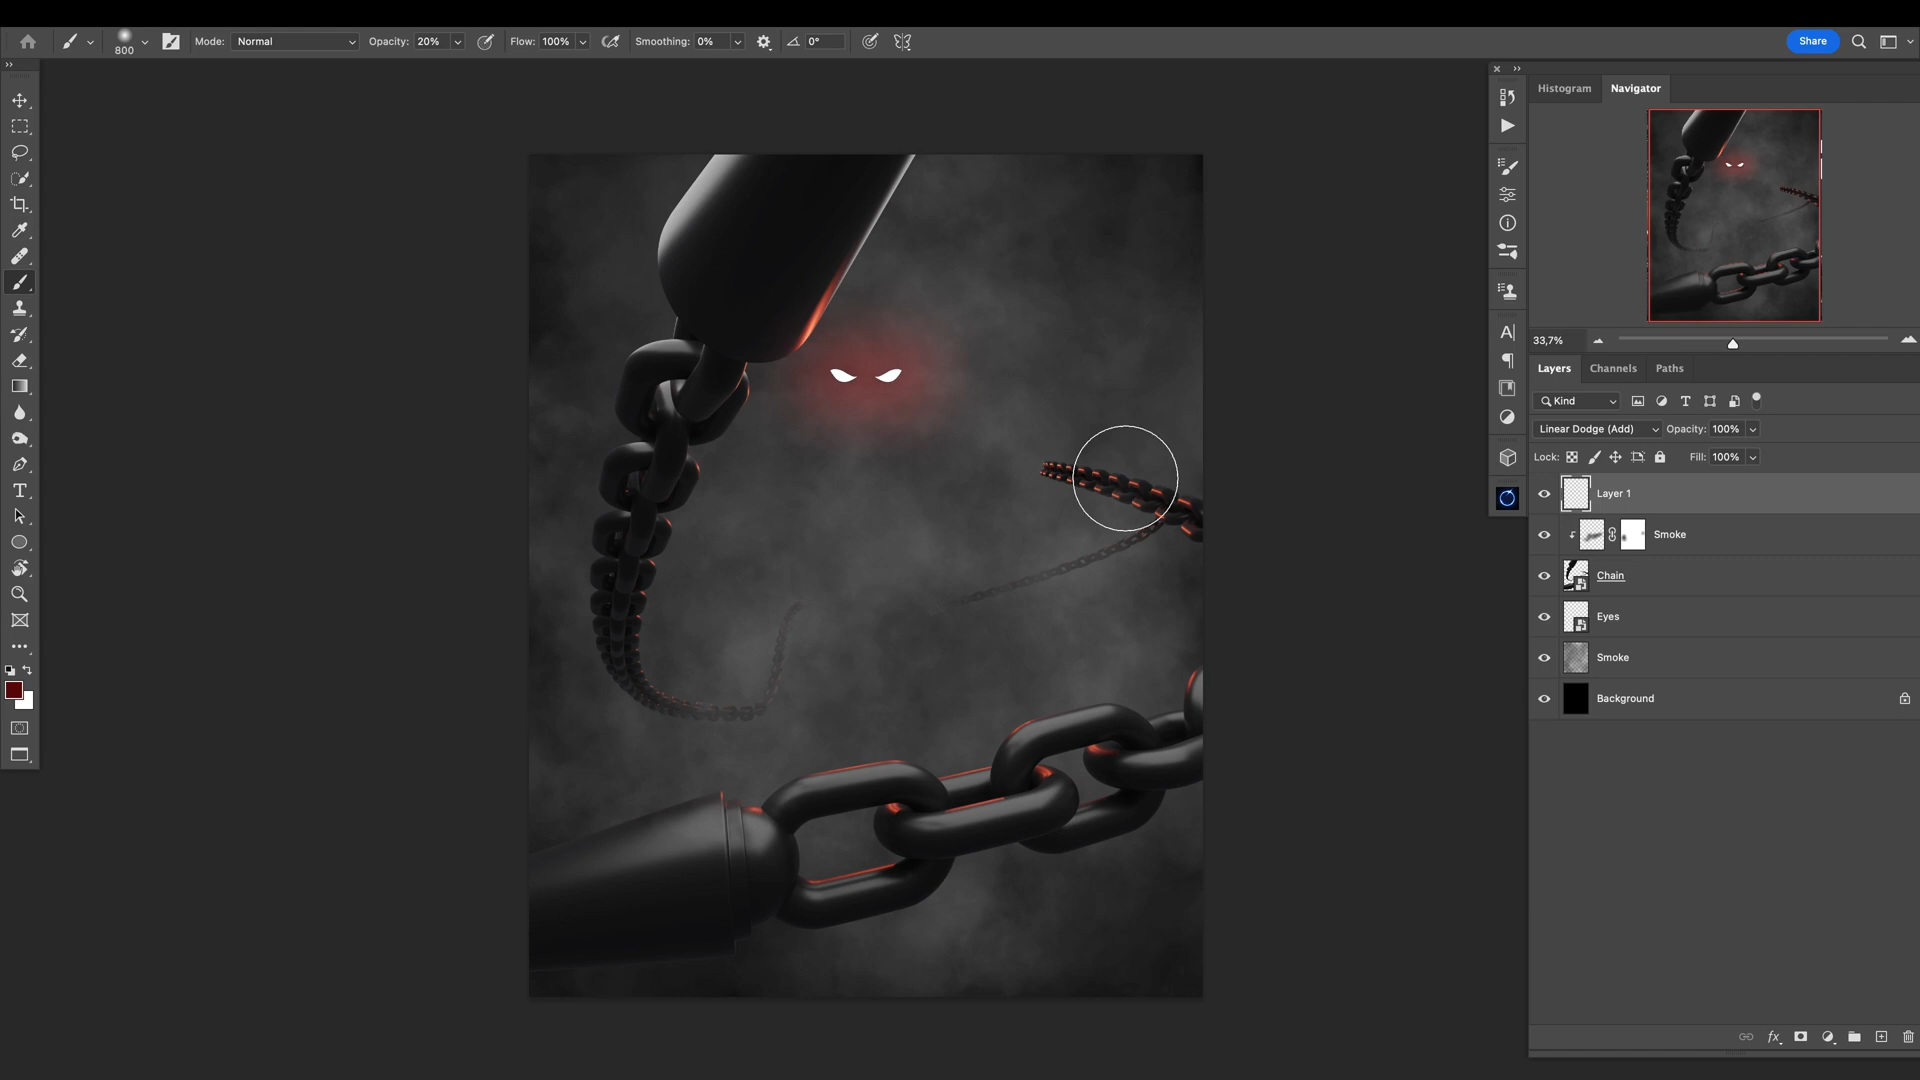 800
Mode: Normal
Opacity: 20%
Flow: 100%
Smoothing: 0%
0°
Share
Histogram
Navigator
33,7%
Layers
Channels
Paths
Kind
Linear Dodge (Add)
Opacity: 100%
Lock:
Fill: 100%
Layer 1
Smoke
Chain
Eyes
Smoke
Background